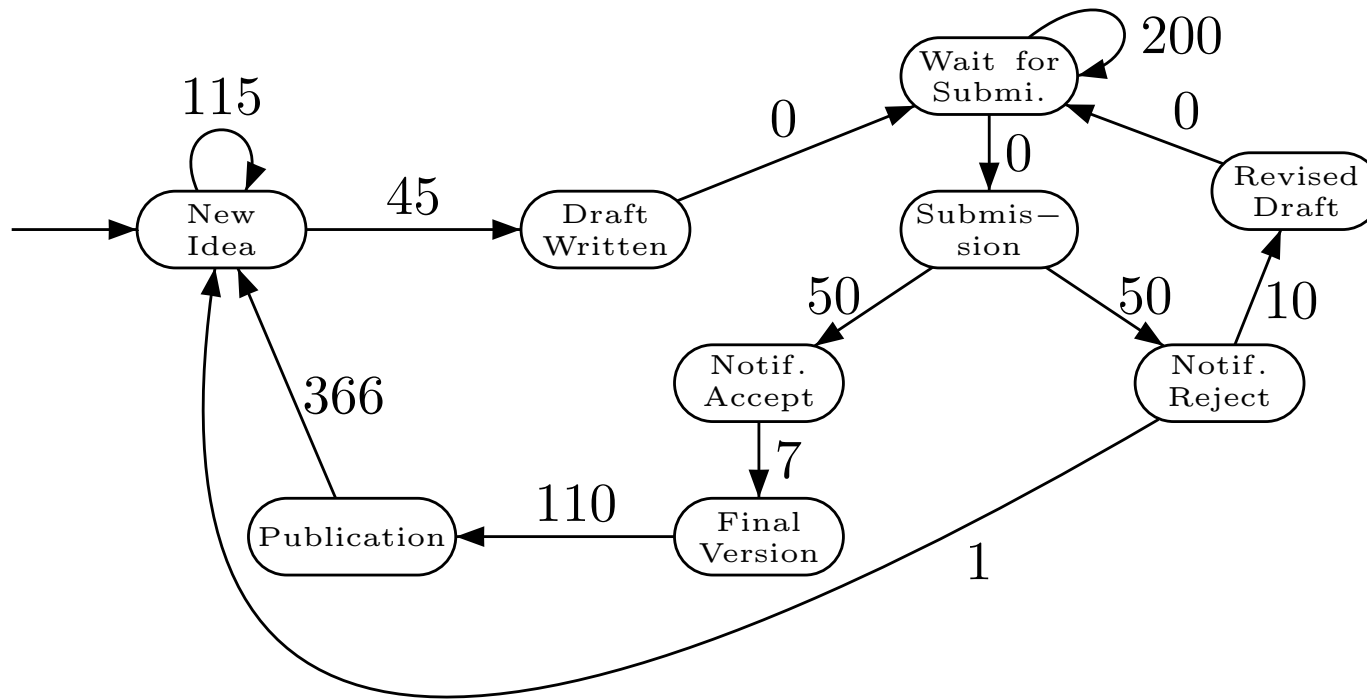 200
Wait for
Submi.
115
0
0
0
45
New
Idea
Draft
Written
Submis−
sion
Revised
Draft
50
50
10
Notif.
Accept
Notif.
Reject
366
7
110
Publication
Final
Version
1